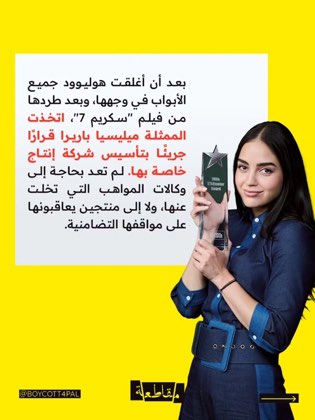 بعد أن أغلقت هوليوود جميع
الأبواب في وجهها، وبعد طردها
من فيلم "سكريم 7"، اتخذت
الممثلة ميليسيا باريرا قرارًا
جريئًا بتأسيس شركة إنتاج
خاصة بها. لم تعد بحاجة إلى
وكالات المواهب التي تخلت
عنها، ولا إلى منتجين يعاقبونها
على مواقفها التضامنية.
@BOYCOTT4PAL
مقاطعة